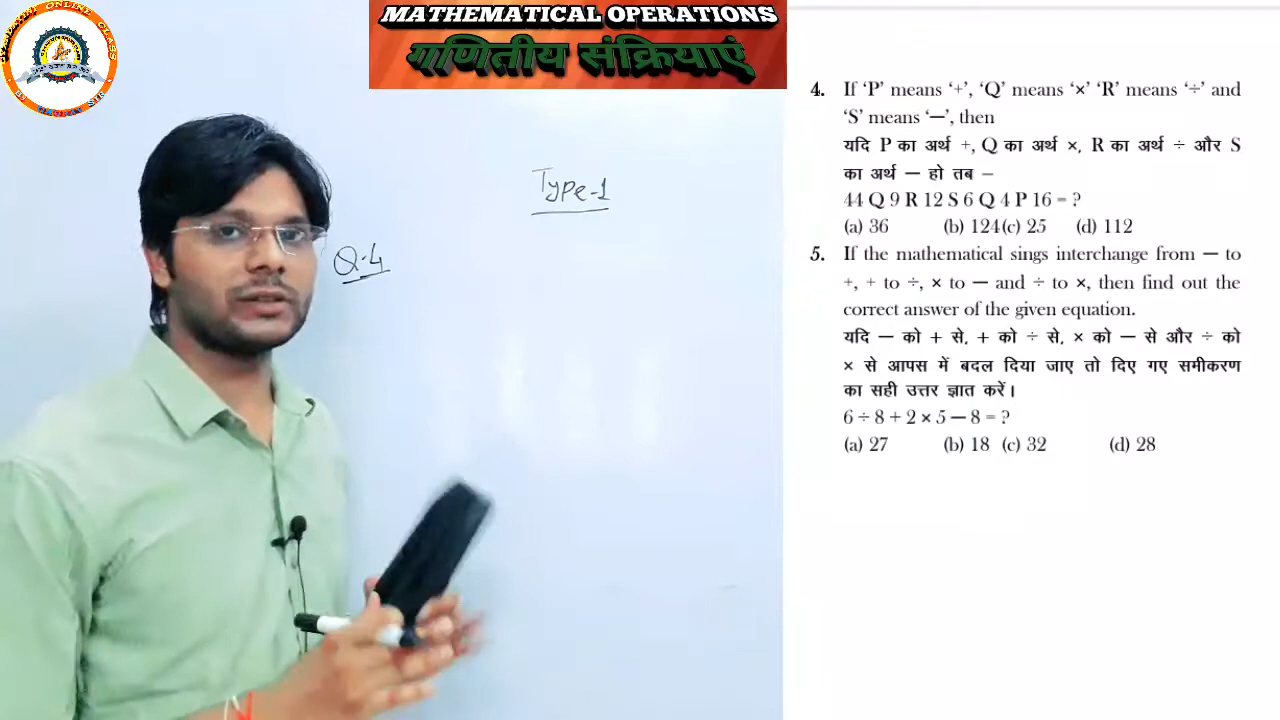 ONLINE CLASS
MATHEMATICAL OPERATIONS
गणितीय संक्रियाएं
Type-1
Q.4
4. If ‘P’ means ‘+’, ‘Q’ means ‘×’ ‘R’ means ‘÷’ and
‘S’ means ‘—’, then
यदि P का अर्थ +, Q का अर्थ ×, R का अर्थ ÷ और S
का अर्थ — हो तब –
44 Q 9 R 12 S 6 Q 4 P 16 = ?
(a) 36 (b) 124 (c) 25 (d) 112
5. If the mathematical sings interchange from — to
+, + to ÷, × to — and ÷ to ×, then find out the
correct answer of the given equation.
यदि — को + से, + को ÷ से, × को — से और ÷ को
× से आपस में बदल दिया जाए तो दिए गए समीकरण
का सही उत्तर ज्ञात करें।
6 ÷ 8 + 2 × 5 — 8 = ?
(a) 27 (b) 18 (c) 32 (d) 28